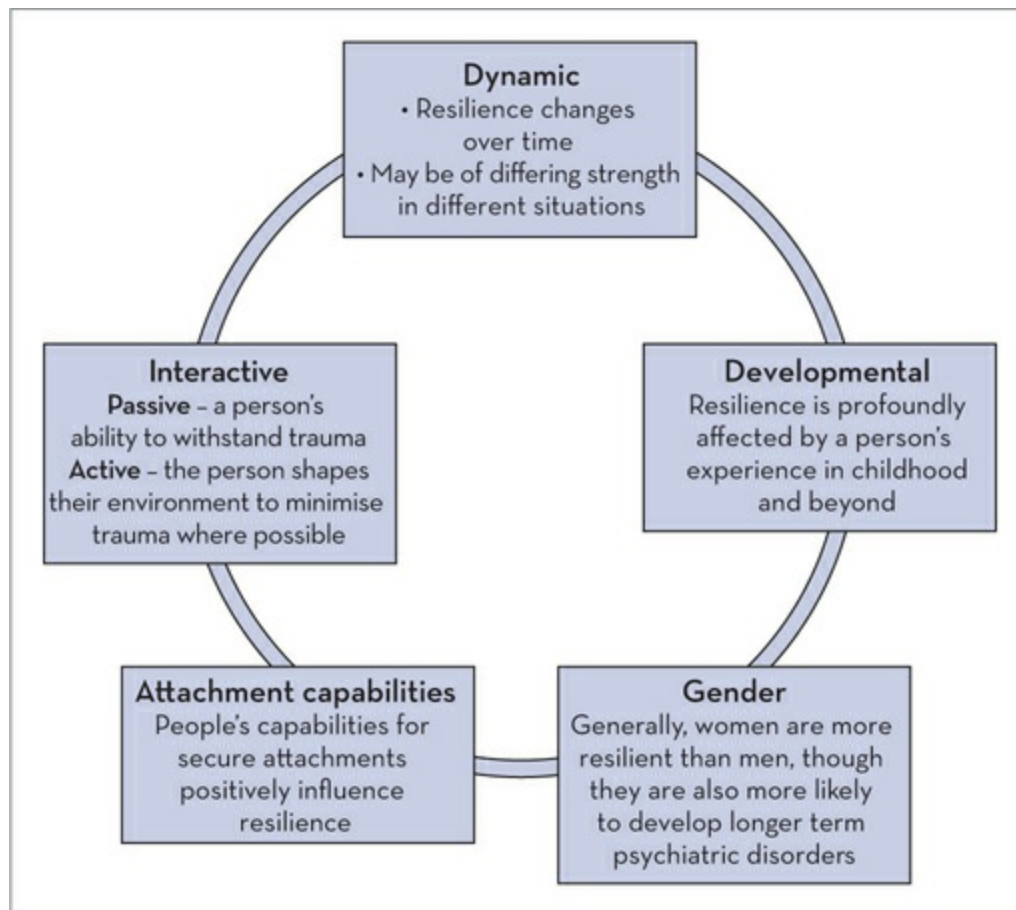 Dynamic
• Resilience changes
over time
• May be of differing strength
in different situations
Interactive
Passive – a person's
ability to withstand trauma
Active – the person shapes
their environment to minimise
trauma where possible
Developmental
Resilience is profoundly
affected by a person's
experience in childhood
and beyond
Attachment capabilities
People's capabilities for
secure attachments
positively influence
resilience
Gender
Generally, women are more
resilient than men, though
they are also more likely
to develop longer term
psychiatric disorders